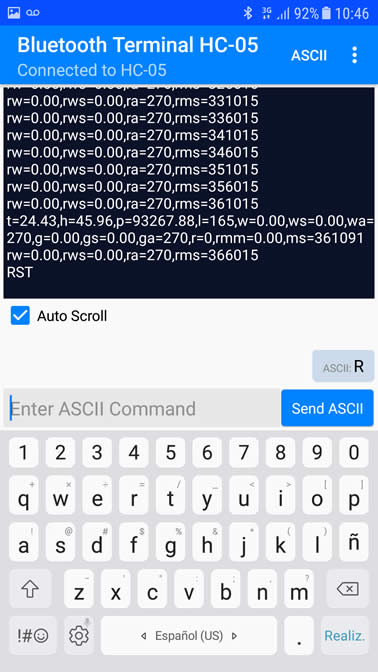 3G 92% 10:46
Bluetooth Terminal HC-05
Connected to HC-05
ASCII
rw=0.00,rws=0.00,ra=270,rms=331015
rw=0.00,rws=0.00,ra=270,rms=336015
rw=0.00,rws=0.00,ra=270,rms=341015
rw=0.00,rws=0.00,ra=270,rms=346015
rw=0.00,rws=0.00,ra=270,rms=351015
rw=0.00,rws=0.00,ra=270,rms=356015
rw=0.00,rws=0.00,ra=270,rms=361015
t=24.43,h=45.96,p=93267.88,l=165,w=0.00,ws=0.00,wa=
270,g=0.00,gs=0.00,ga=270,r=0,rmm=0.00,ms=361091
rw=0.00,rws=0.00,ra=270,rms=366015
RST
Auto Scroll
ASCII: R
Enter ASCII Command
Send ASCII
1 2 3 4 5 6 7 8 9 0
+ × ÷ = / _ < > [ ]
q w e r t y u i o p
! @ # $ % & * ( )
a s d f g h j k l ñ
- ' " : ; , ?
z x c v b n m
!#☺ Español (US) . Realiz.